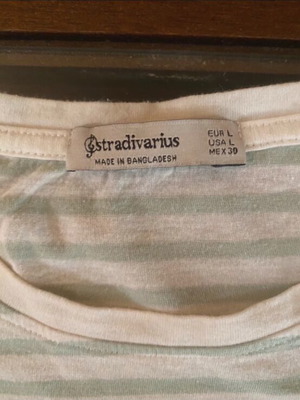 Stradivarius
MADE IN BANGLADESH
EUR L
USA L
MEX 30